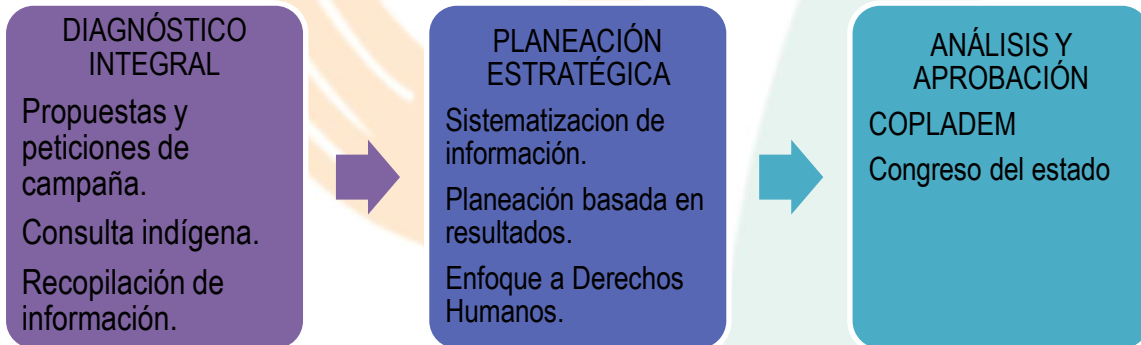 DIAGNÓSTICO
INTEGRAL
Propuestas y
peticiones de
campaña.
Consulta indígena.
Recopilación de
información.
PLANEACIÓN
ESTRATÉGICA
Sistematizacion de
información.
Planeación basada en
resultados.
Enfoque a Derechos
Humanos.
ANÁLISIS Y
APROBACIÓN
COPLADEM
Congreso del estado